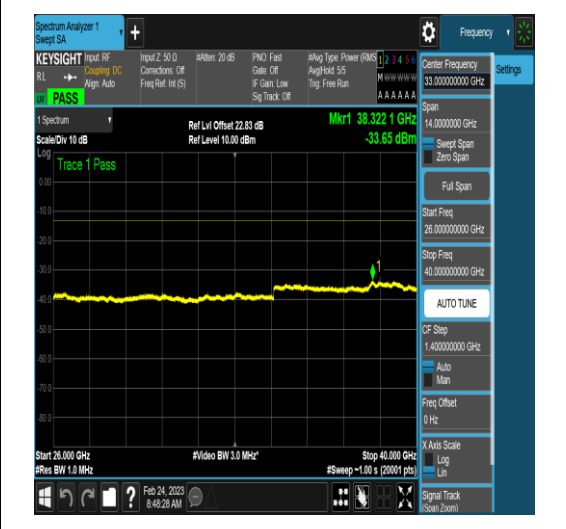 Spectrum Analyzer 1
Swept SA
Frequency
KEYSIGHT
RL
PASS
Input: RF
Coupling: DC
Align: Auto
Input Z: 50 Ω
Corrections: Off
Freq Ref: Int (S)
#Atten: 20 dB
PNO: Fast
Gate: Off
IF Gain: Low
Sig Track: Off
#Avg Type: Power (RMS
Avg|Hold: 5/5
Trig: Free Run
1 2 3 4 5 6
M W W W W W
A A A A A A
1 Spectrum
Scale/Div 10 dB
Ref Lvl Offset 22.83 dB
Ref Level 10.00 dBm
Mkr1 38.322 1 GHz
-33.65 dBm
Log
Trace 1 Pass
0.00
-10.0
-20.0
-30.0
-40.0
-50.0
-60.0
-70.0
-80.0
1
Start 26.000 GHz
#Res BW 1.0 MHz
#Video BW 3.0 MHz*
Stop 40.000 GHz
#Sweep ~1.00 s (20001 pts)
Feb 24, 2023
8:48:28 AM
Center Frequency
33.000000000 GHz
Settings
Span
14.0000000 GHz
Swept Span
Zero Span
Full Span
Start Freq
26.000000000 GHz
Stop Freq
40.000000000 GHz
AUTO TUNE
CF Step
1.400000000 GHz
Auto
Man
Freq Offset
0 Hz
X Axis Scale
Log
Lin
Signal Track
(Span Zoom)